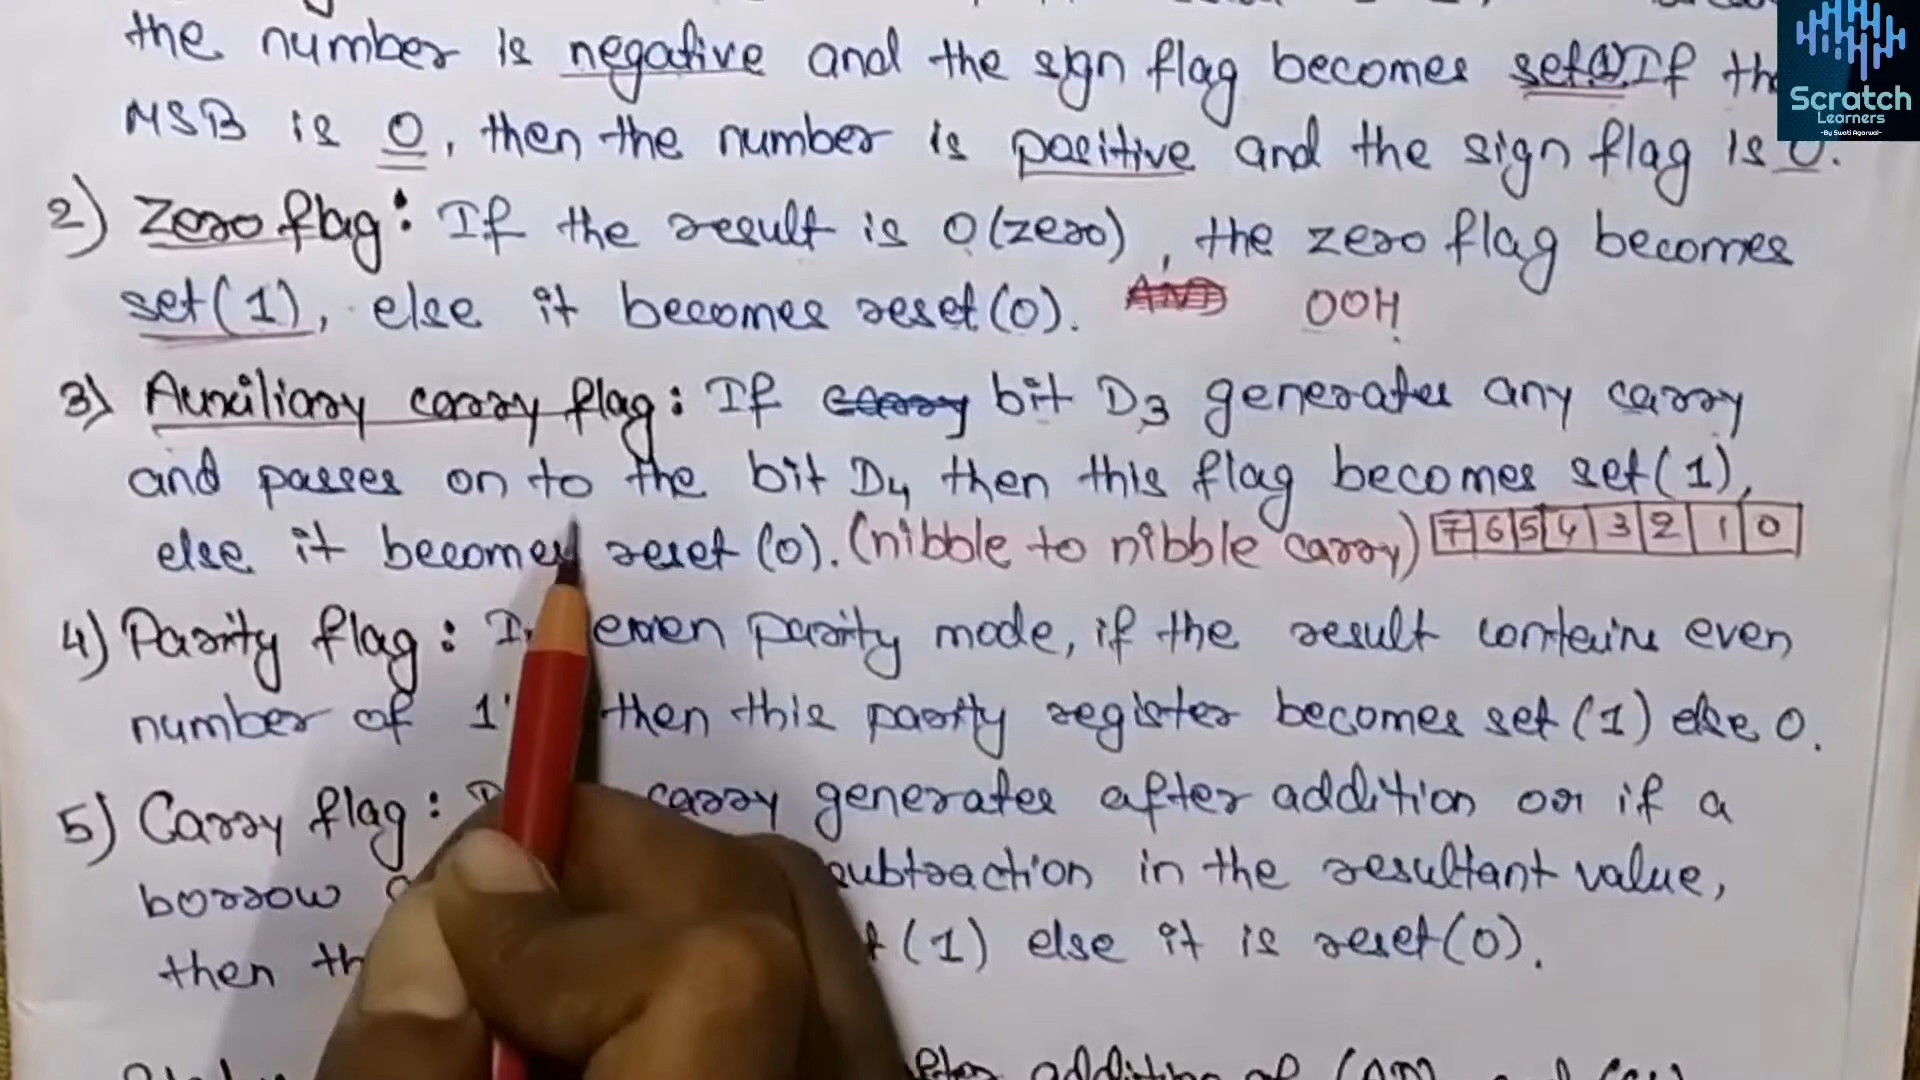 the number is negative and the sign flag becomes set(1) If the
MSB is 0, then the number is positive and the sign flag is 0.
2) Zero flag: If the result is 0(zero), the zero flag becomes
set(1), else it becomes reset(0). 00H
3) Auxiliary carry flag: If bit D3 generates any carry
and passes on to the bit D4 then this flag becomes set(1),
else it becomes reset (0). (nibble to nibble carry) 7 6 5 4 3 2 1 0
4) Parity flag: even parity mode, if the result contains even
number of 1' then this parity register becomes set (1) else 0.
5) Carry flag: carry generates after addition or if a
borrow subtraction in the resultant value,
then (1) else it is reset(0).
addition of
Scratch
Learners
-By Swati Agarwal-